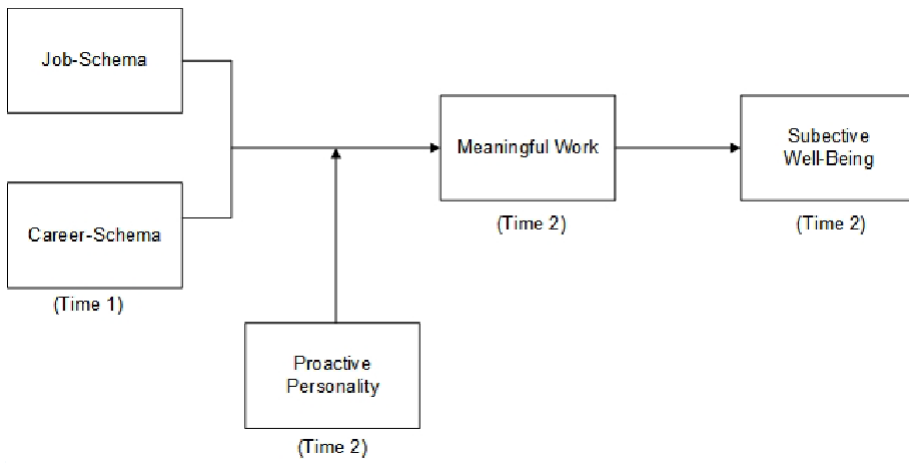 Job-Schema
Career-Schema
(Time 1)
Proactive
Personality
(Time 2)
Meaningful Work
(Time 2)
Subective
Well-Being
(Time 2)